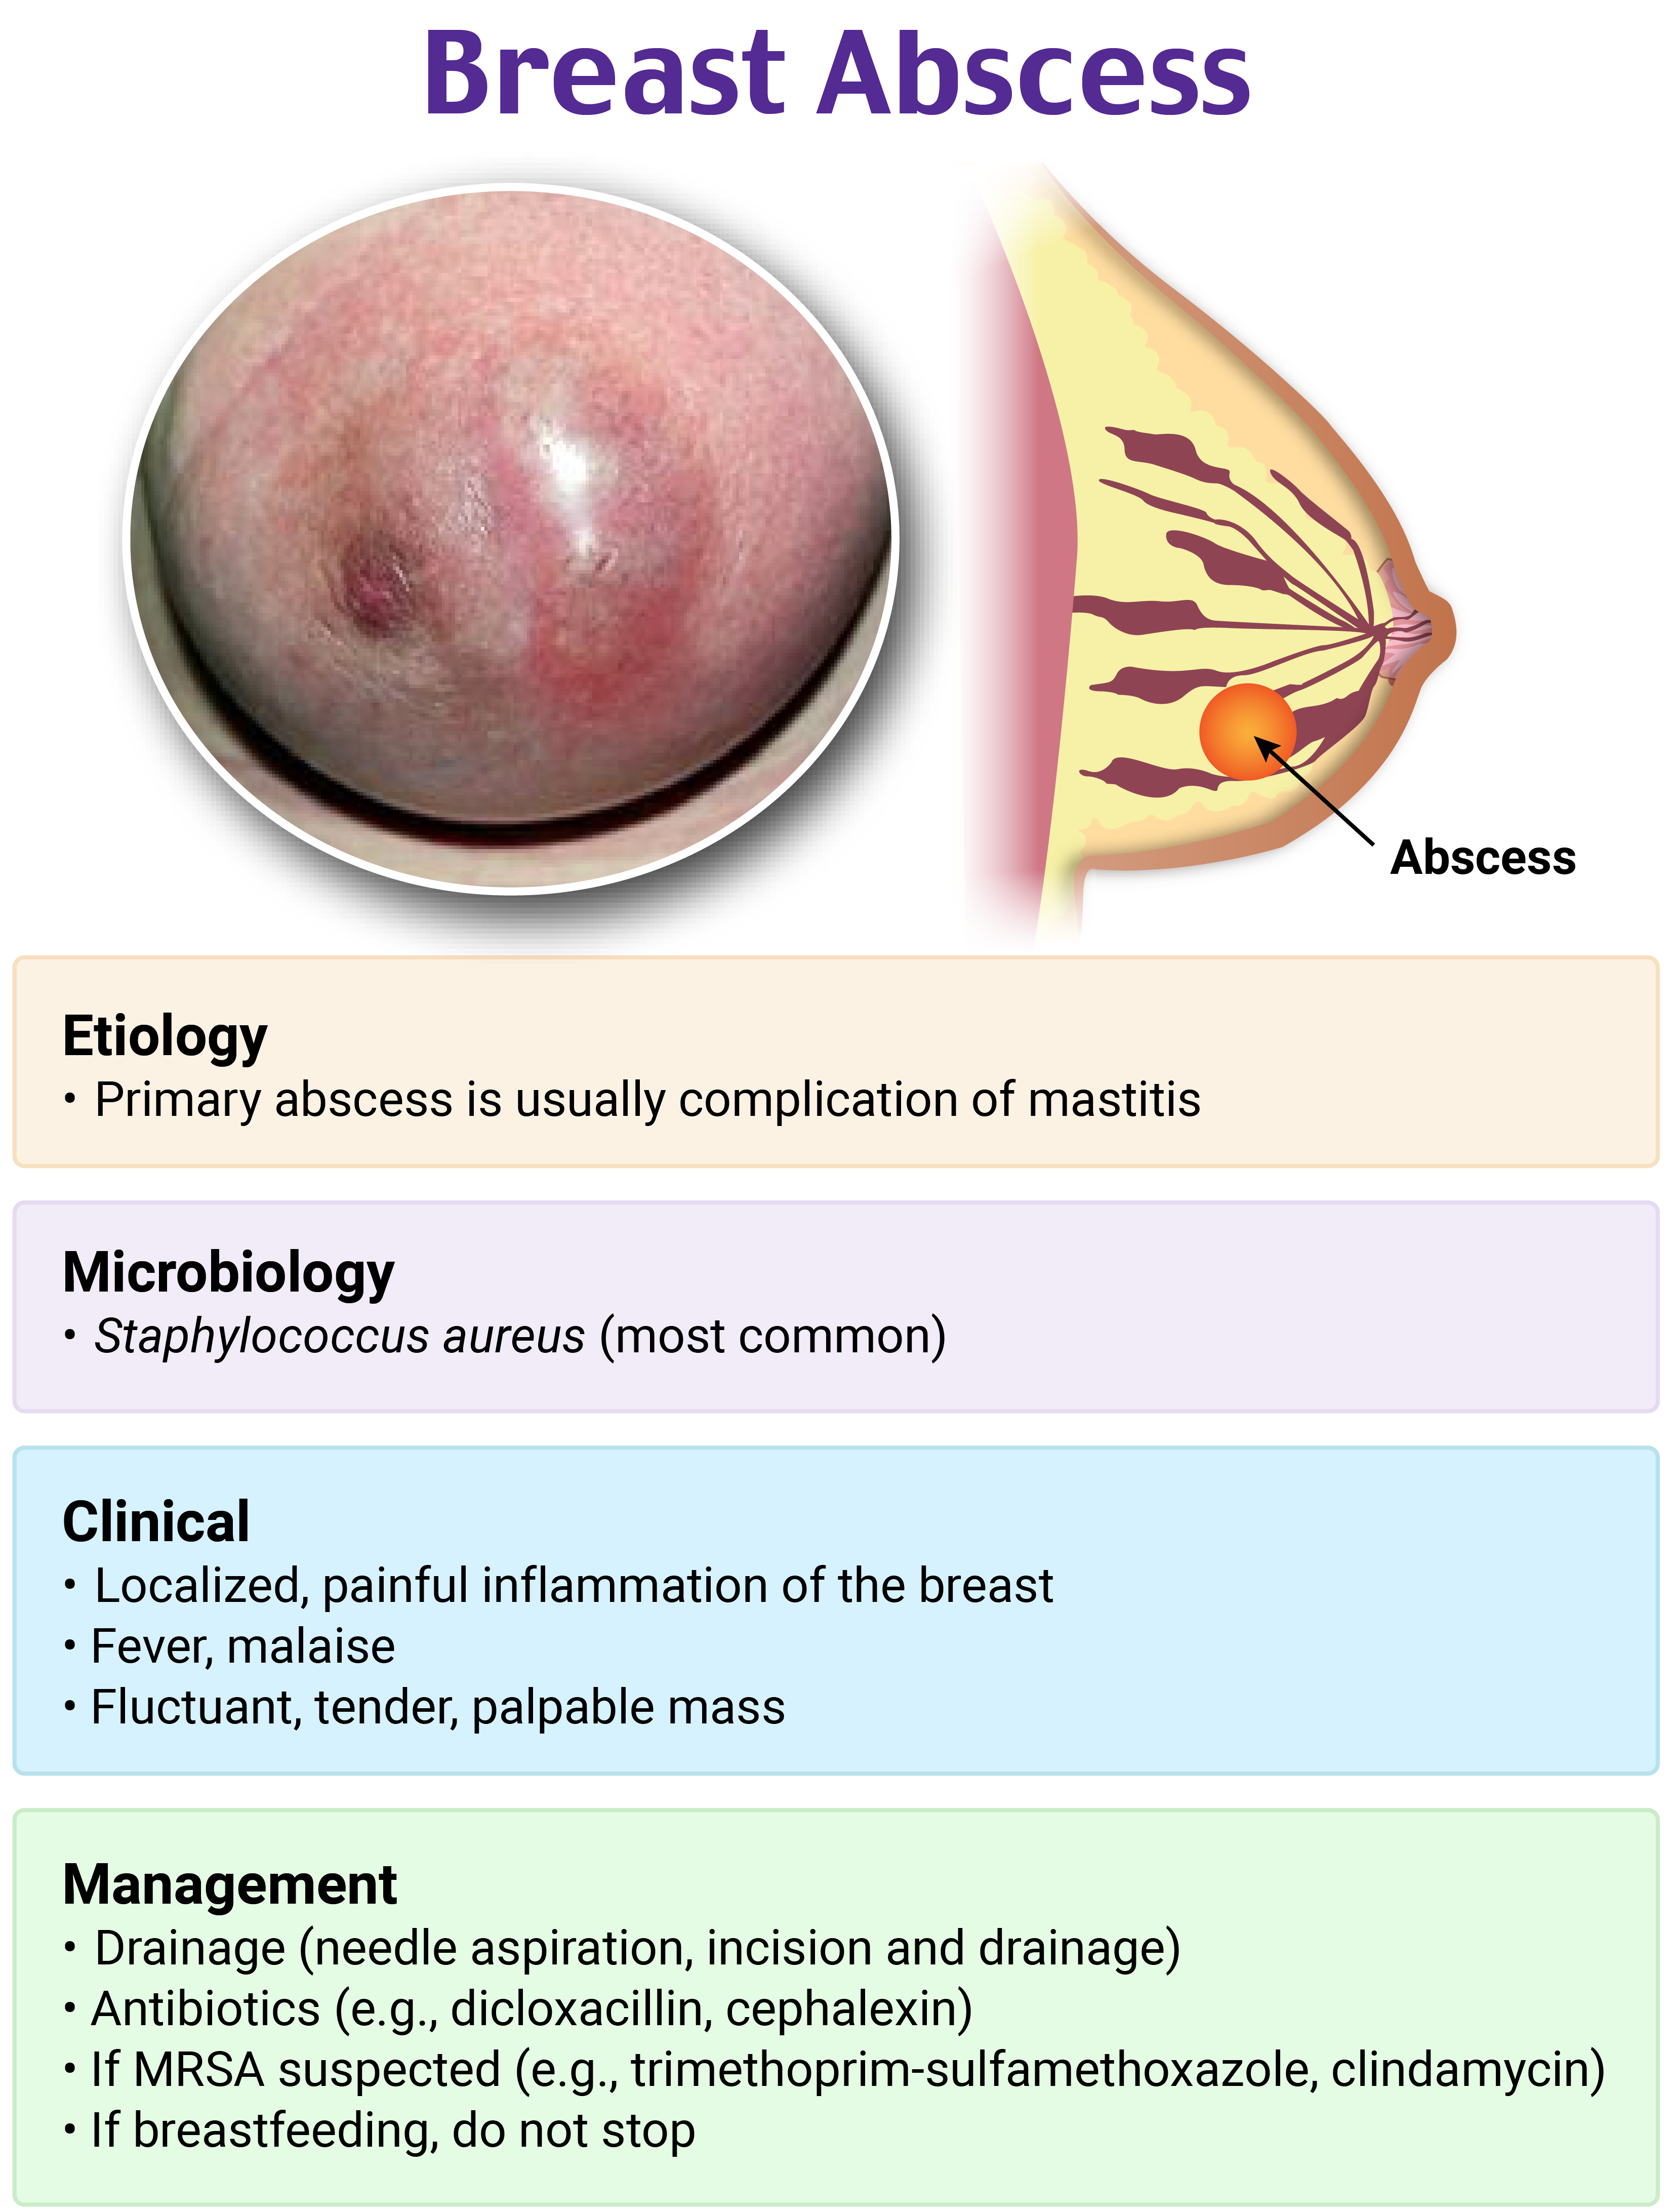 Breast Abscess
Abscess
Etiology
• Primary abscess is usually complication of mastitis
Microbiology
• Staphylococcus aureus (most common)
Clinical
• Localized, painful inflammation of the breast
• Fever, malaise
• Fluctuant, tender, palpable mass
Management
• Drainage (needle aspiration, incision and drainage)
• Antibiotics (e.g., dicloxacillin, cephalexin)
• If MRSA suspected (e.g., trimethoprim-sulfamethoxazole, clindamycin)
• If breastfeeding, do not stop